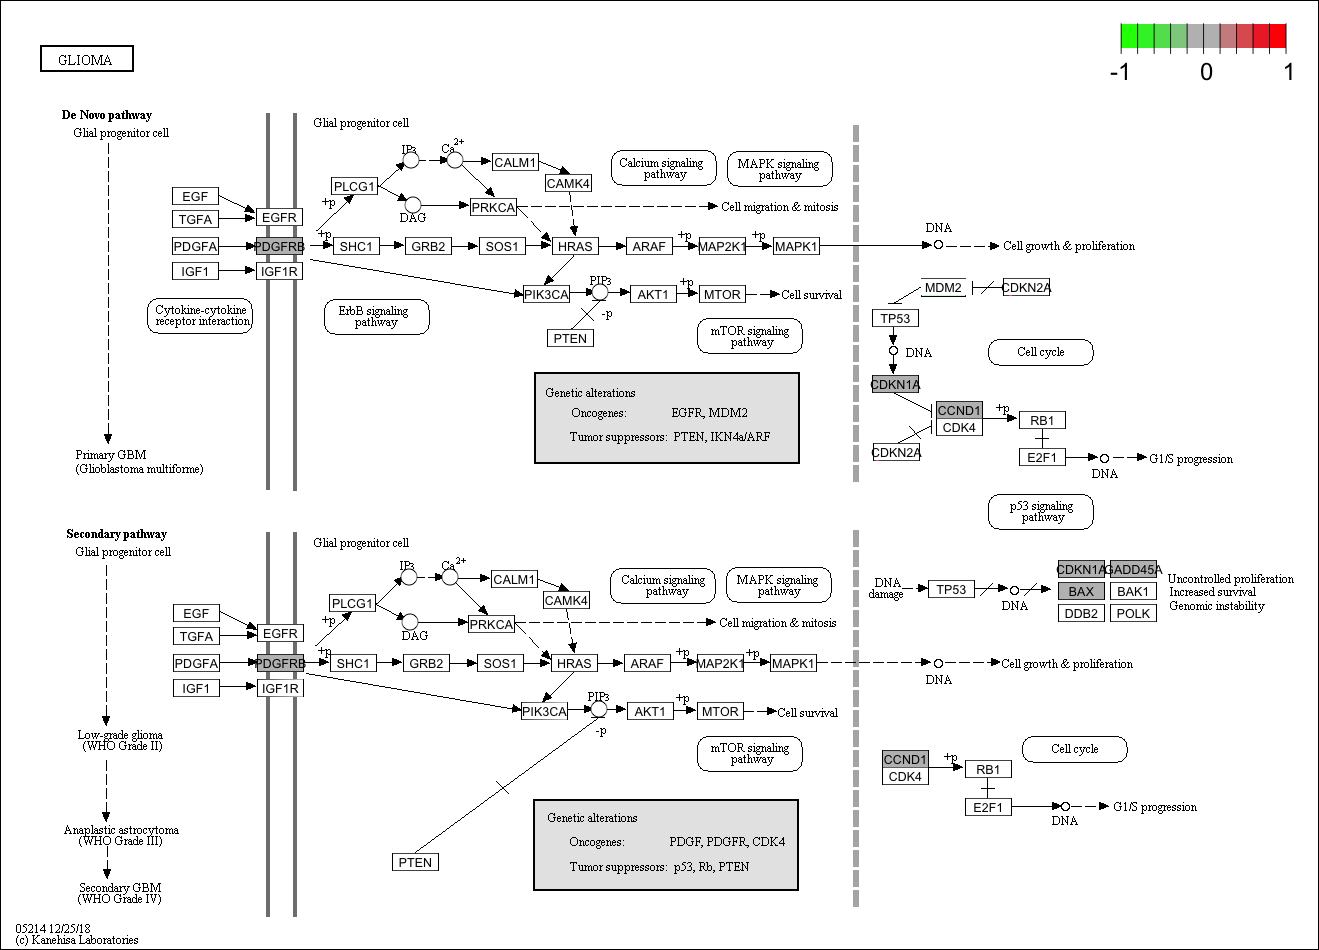 -1 0 1
GLIOMA
De Novo pathway
Glial progenitor cell
Glial progenitor cell
IP3
Ca2+
CALM1
CAMK4
Calcium signaling
pathway
MAPK signaling
pathway
PLCG1
+p
DAG
PRKCA
Cell migration & mitosis
EGF
TGFA
EGFR
PDGFA
PDGFRB
+p
SHC1
GRB2
SOS1
HRAS
ARAF
+p
MAP2K1
+p
MAPK1
DNA
Cell growth & proliferation
IGF1
IGF1R
PIK3CA
PIP3
AKT1
+p
MTOR
Cell survival
-p
PTEN
Cytokine-cytokine
receptor interaction
ErbB signaling
pathway
mTOR signaling
pathway
MDM2
CDKN2A
TP53
DNA
Cell cycle
CDKN1A
CCND1
CDK4
+p
RB1
CDKN2A
E2F1
DNA
G1/S progression
Genetic alterations
Oncogenes: EGFR, MDM2
Tumor suppressors: PTEN, IKN4a/ARF
Primary GBM
(Glioblastoma multiforme)
p53 signaling
pathway
Secondary pathway
Glial progenitor cell
Glial progenitor cell
IP3
Ca2+
CALM1
CAMK4
Calcium signaling
pathway
MAPK signaling
pathway
PLCG1
+p
DAG
PRKCA
Cell migration & mitosis
DNA
damage
TP53
DNA
CDKN1A
GADD45A
BAX
BAK1
DDB2
POLK
Uncontrolled proliferation
Increased survival
Genomic instability
EGF
TGFA
EGFR
PDGFA
PDGFRB
+p
SHC1
GRB2
SOS1
HRAS
ARAF
+p
MAP2K1
+p
MAPK1
DNA
Cell growth & proliferation
IGF1
IGF1R
PIK3CA
PIP3
AKT1
+p
MTOR
Cell survival
-p
Low-grade glioma
(WHO Grade II)
mTOR signaling
pathway
CCND1
CDK4
+p
RB1
Cell cycle
E2F1
DNA
G1/S progression
Anaplastic astrocytoma
(WHO Grade III)
PTEN
Genetic alterations
Oncogenes: PDGF, PDGFR, CDK4
Tumor suppressors: p53, Rb, PTEN
Secondary GBM
(WHO Grade IV)
05214 12/25/18
(c) Kanehisa Laboratories